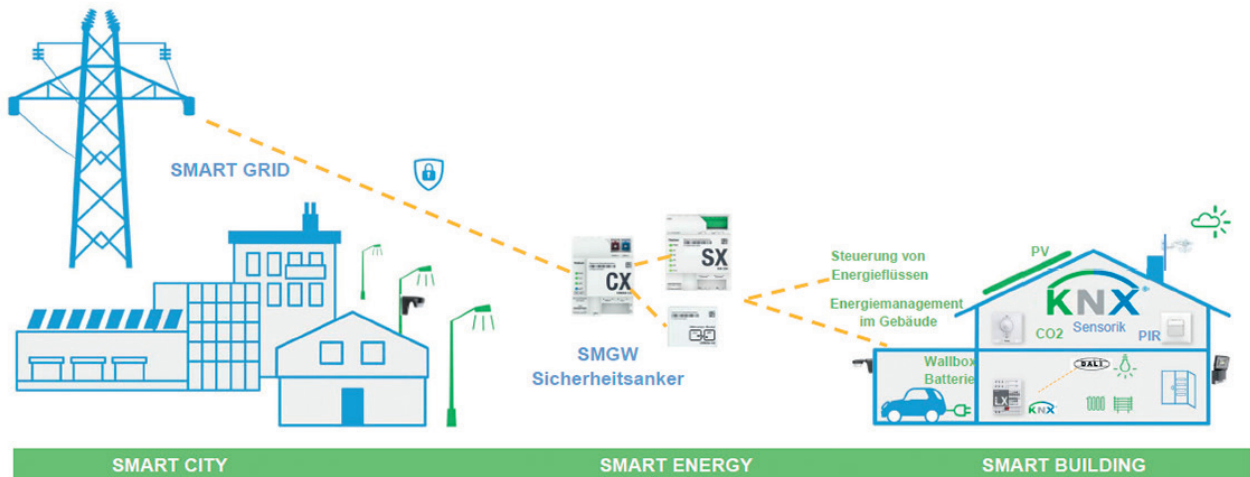 SMART GRID
CX
SX
SMGW
Sicherheitsanker
Steuerung von
Energieflüssen
Energiemanagement
im Gebäude
PV
KNX
®
Sensorik
CO2
PIR
Wallbox
Batterie
DALI
LX
KNX
SMART CITY
SMART ENERGY
SMART BUILDING